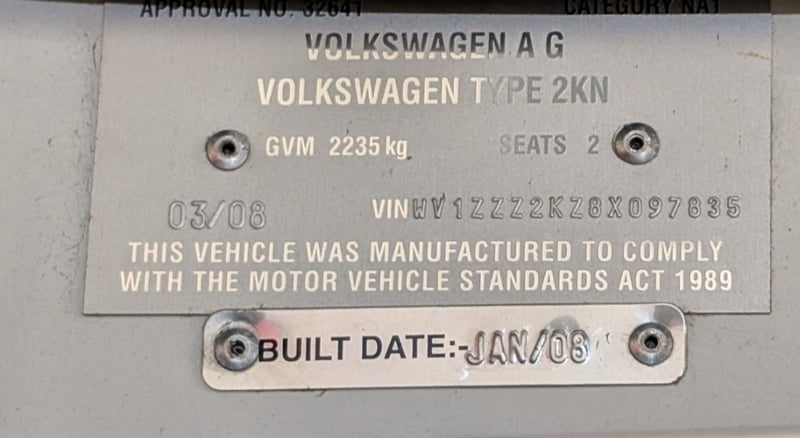 APPROVAL NO. 32641 CATEGORY NA1
VOLKSWAGEN A G
VOLKSWAGEN TYPE 2KN
GVM 2235 kg SEATS 2
03/08 VIN WV1ZZZ2KZ8X097835
THIS VEHICLE WAS MANUFACTURED TO COMPLY
WITH THE MOTOR VEHICLE STANDARDS ACT 1989
BUILT DATE:-JAN/08